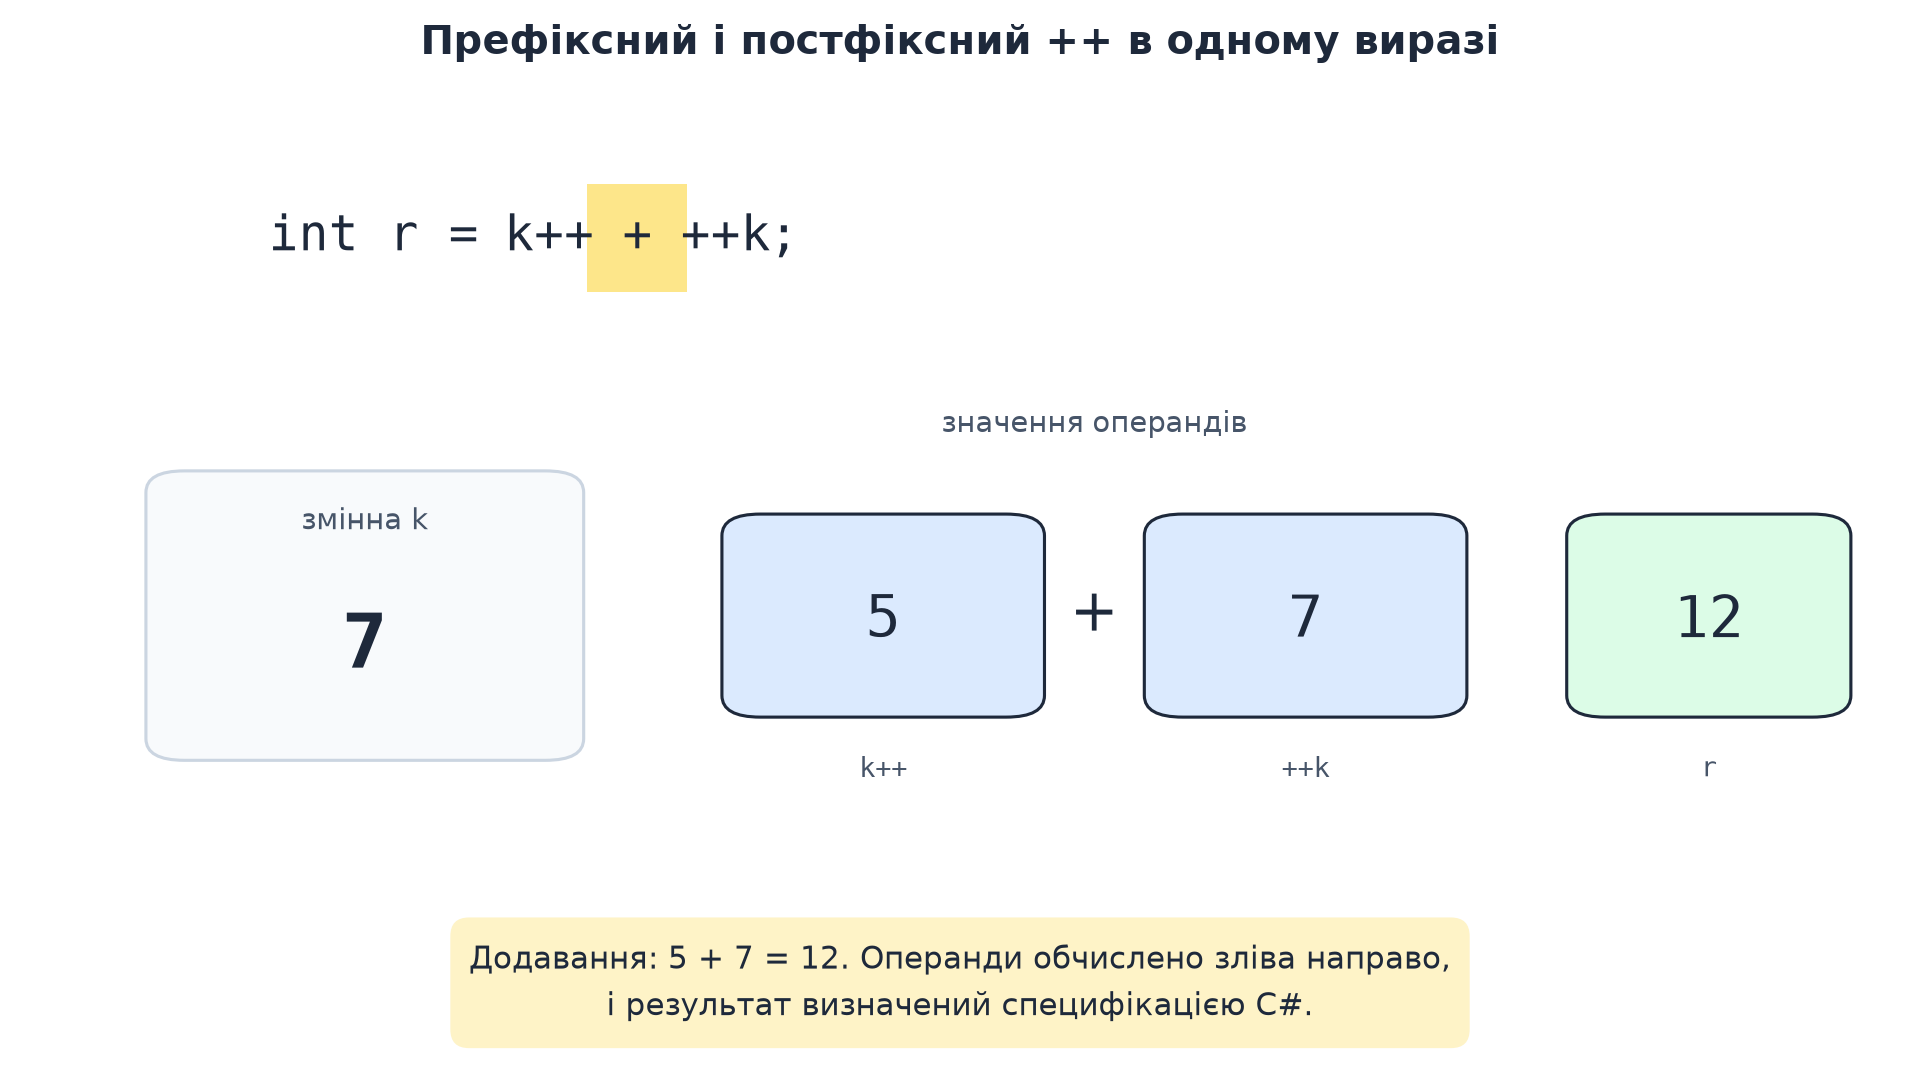 Префіксний і постфіксний ++ в одному виразі
int r = k++ + ++k;
значення операндів
змінна k
7
5 + 7
12
k++
++k
r
Додавання: 5 + 7 = 12. Операнди обчислено зліва направо,
і результат визначений специфікацією C#.